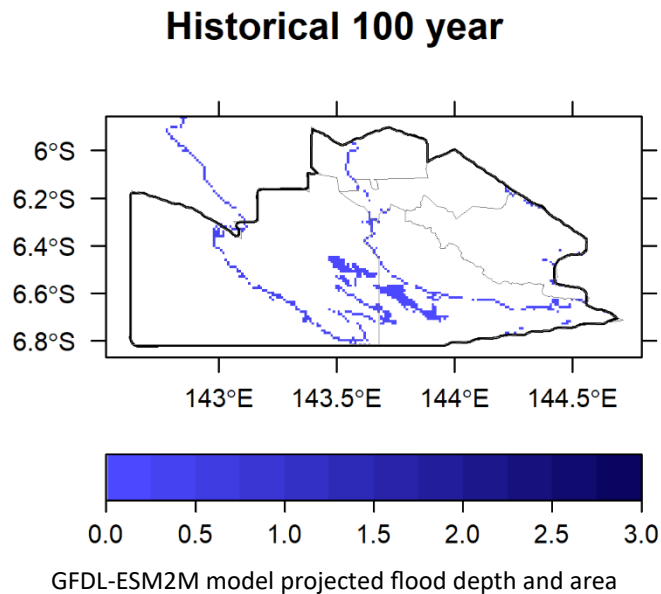 Historical 100 year
6°S
6.2°S
6.4°S
6.6°S
6.8°S
143°E 143.5°E 144°E 144.5°E
0.0 0.5 1.0 1.5 2.0 2.5 3.0
GFDL-ESM2M model projected flood depth and area